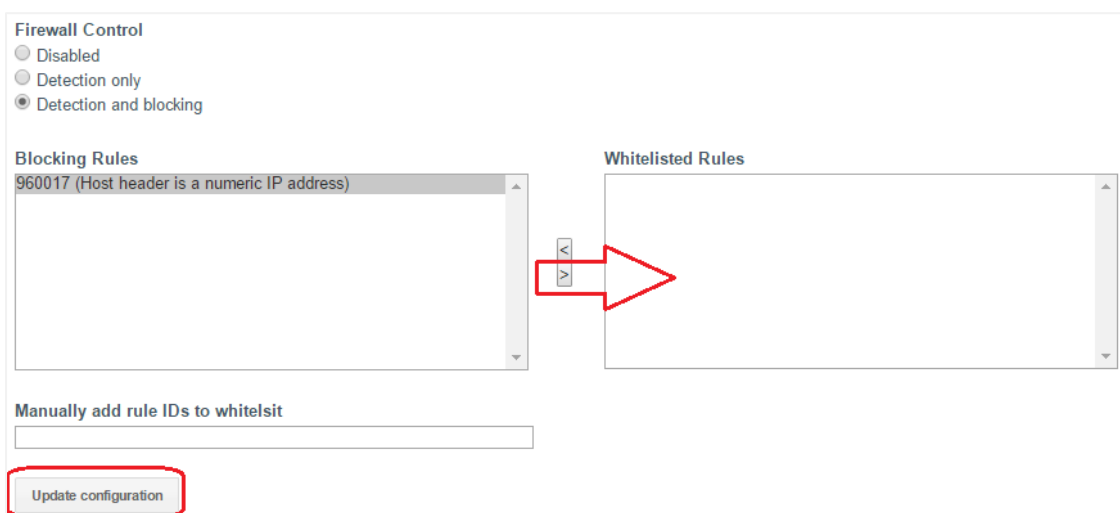 Firewall Control
Disabled
Detection only
Detection and blocking
Blocking Rules
Whitelisted Rules
960017 (Host header is a numeric IP address)
<
>
Manually add rule IDs to whitelsit
Update configuration